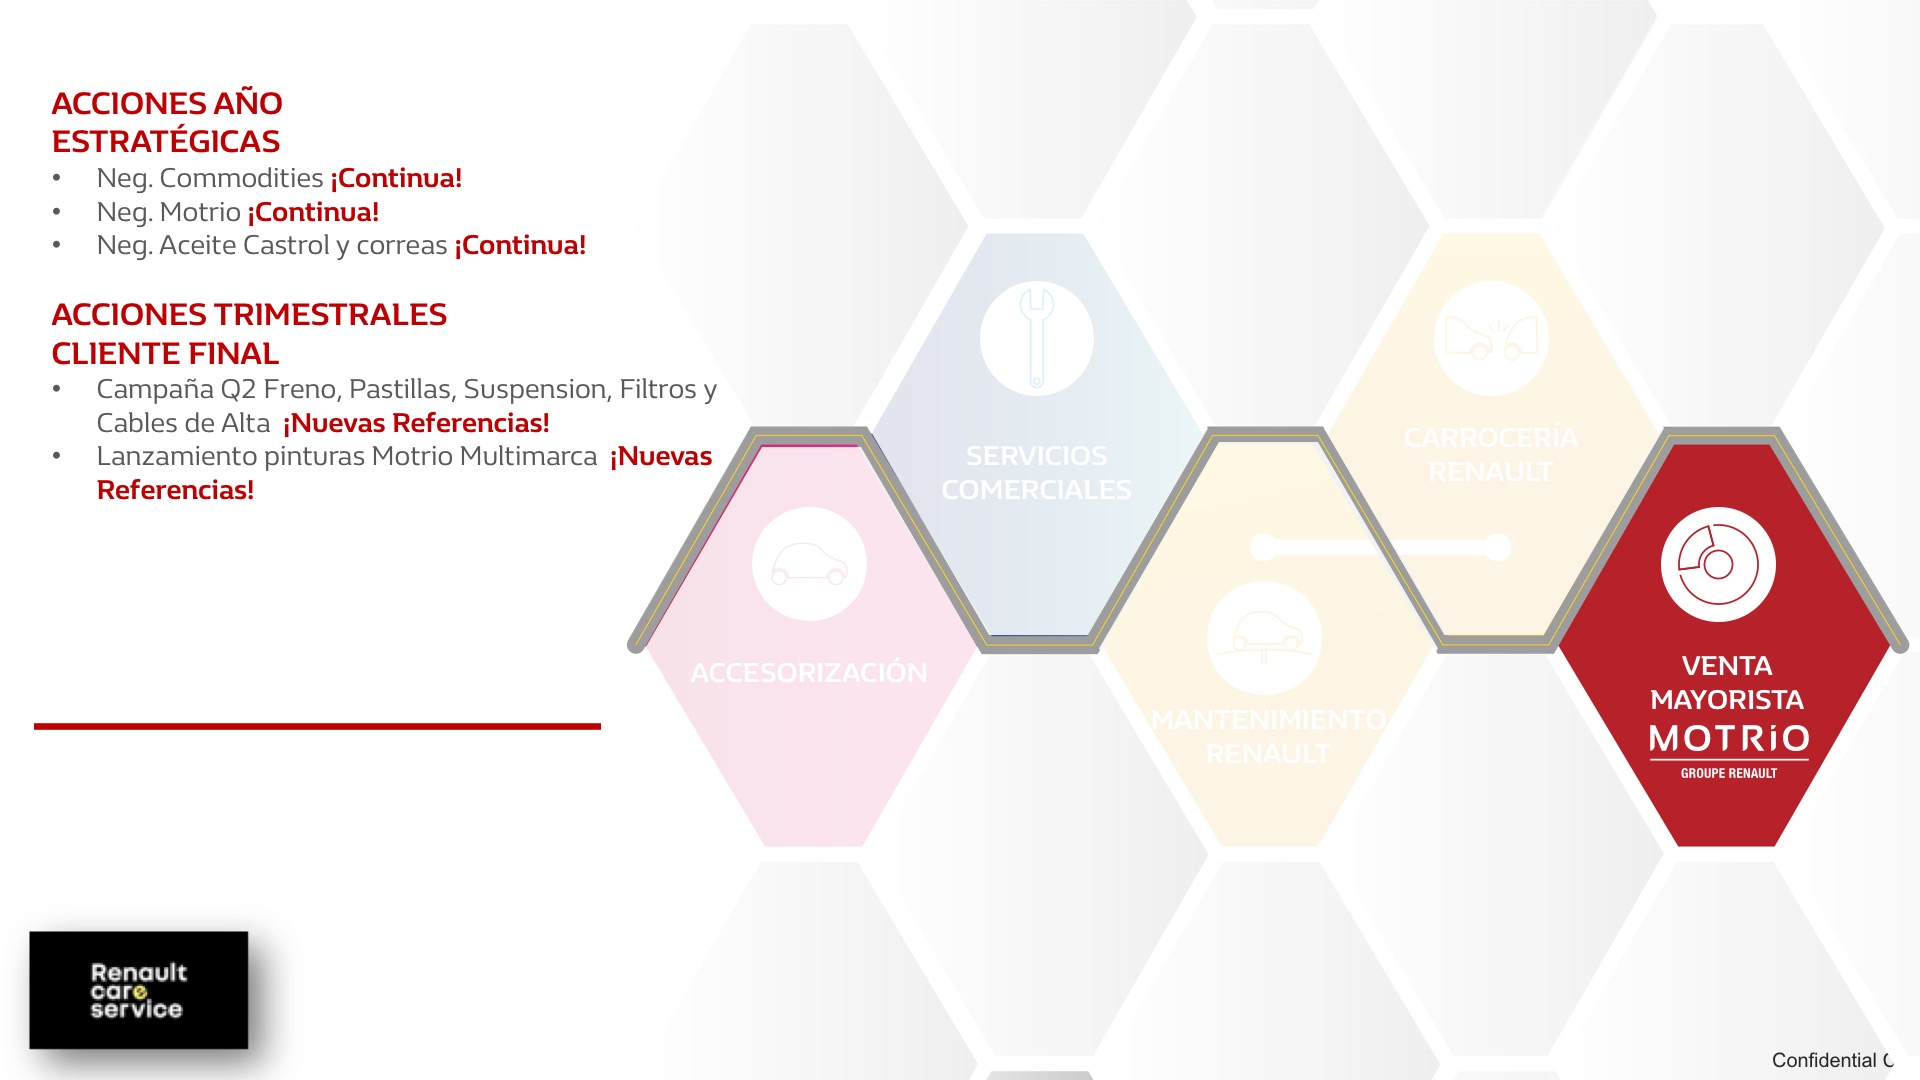 ACCIONES AÑO
ESTRATÉGICAS
• Neg. Commodities ¡Continua!
• Neg. Motrio ¡Continua!
• Neg. Aceite Castrol y correas ¡Continua!
ACCIONES TRIMESTRALES
CLIENTE FINAL
• Campaña Q2 Freno, Pastillas, Suspension, Filtros y
Cables de Alta ¡Nuevas Referencias!
• Lanzamiento pinturas Motrio Multimarca ¡Nuevas
Referencias!
SERVICIOS
COMERCIALES
CARROCERÍA
RENAULT
ACCESORIZACIÓN
MANTENIMIENTO
RENAULT
VENTA
MAYORISTA
MOTRiO
GROUPE RENAULT
Renault
care
service
Confidential C